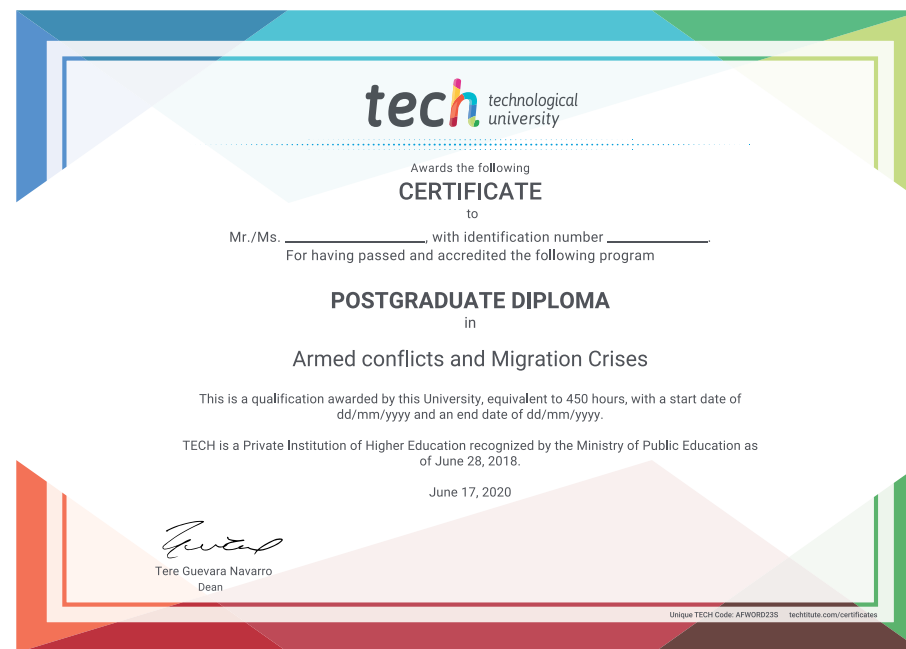 tech technological
university
Awards the following
CERTIFICATE
to
Mr./Ms. ____________________, with identification number ______________.
For having passed and accredited the following program
POSTGRADUATE DIPLOMA
in
Armed conflicts and Migration Crises
This is a qualification awarded by this University, equivalent to 450 hours, with a start date of
dd/mm/yyyy and an end date of dd/mm/yyyy.
TECH is a Private Institution of Higher Education recognized by the Ministry of Public Education as
of June 28, 2018.
June 17, 2020
Tere Guevara Navarro
Dean
Unique TECH Code: AFWORD23S techtitute.com/certificates